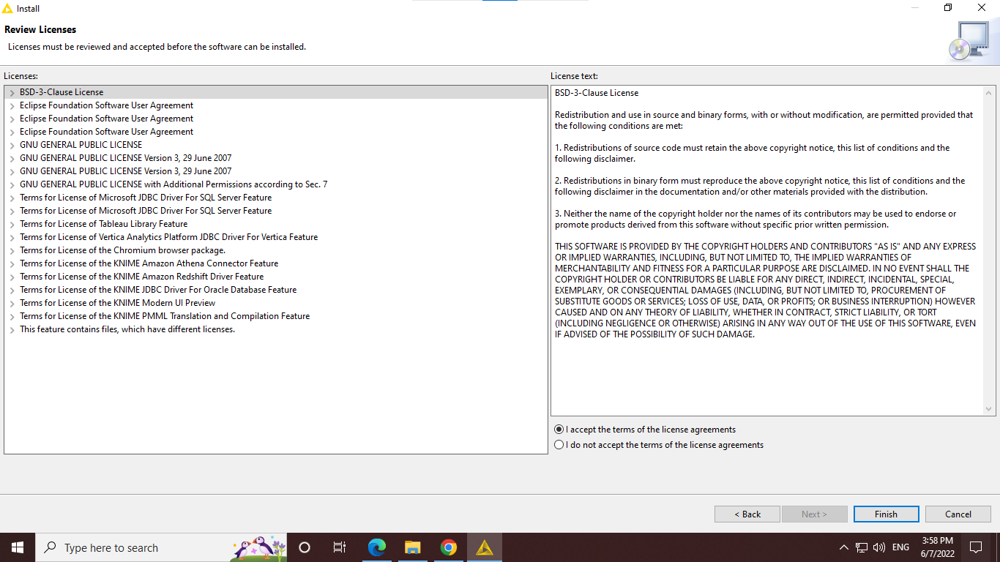 Install
Review Licenses
Licenses must be reviewed and accepted before the software can be installed.
Licenses:
BSD-3-Clause License
Eclipse Foundation Software User Agreement
Eclipse Foundation Software User Agreement
Eclipse Foundation Software User Agreement
GNU GENERAL PUBLIC LICENSE
GNU GENERAL PUBLIC LICENSE Version 3, 29 June 2007
GNU GENERAL PUBLIC LICENSE Version 3, 29 June 2007
GNU GENERAL PUBLIC LICENSE with Additional Permissions according to Sec. 7
Terms for License of Microsoft JDBC Driver For SQL Server Feature
Terms for License of Microsoft JDBC Driver For SQL Server Feature
Terms for License of Tableau Library Feature
Terms for License of Vertica Analytics Platform JDBC Driver For Vertica Feature
Terms for License of the Chromium browser package.
Terms for License of the KNIME Amazon Athena Connector Feature
Terms for License of the KNIME Amazon Redshift Driver Feature
Terms for License of the KNIME JDBC Driver For Oracle Database Feature
Terms for License of the KNIME Modern UI Preview
Terms for License of the KNIME PMML Translation and Compilation Feature
This feature contains files, which have different licenses.
License text:
BSD-3-Clause License
Redistribution and use in source and binary forms, with or without modification, are permitted provided that
the following conditions are met:
1. Redistributions of source code must retain the above copyright notice, this list of conditions and the
following disclaimer.
2. Redistributions in binary form must reproduce the above copyright notice, this list of conditions and the
following disclaimer in the documentation and/or other materials provided with the distribution.
3. Neither the name of the copyright holder nor the names of its contributors may be used to endorse or
promote products derived from this software without specific prior written permission.
THIS SOFTWARE IS PROVIDED BY THE COPYRIGHT HOLDERS AND CONTRIBUTORS "AS IS" AND ANY EXPRESS
OR IMPLIED WARRANTIES, INCLUDING, BUT NOT LIMITED TO, THE IMPLIED WARRANTIES OF
MERCHANTABILITY AND FITNESS FOR A PARTICULAR PURPOSE ARE DISCLAIMED. IN NO EVENT SHALL THE
COPYRIGHT HOLDER OR CONTRIBUTORS BE LIABLE FOR ANY DIRECT, INDIRECT, INCIDENTAL, SPECIAL,
EXEMPLARY, OR CONSEQUENTIAL DAMAGES (INCLUDING, BUT NOT LIMITED TO, PROCUREMENT OF
SUBSTITUTE GOODS OR SERVICES; LOSS OF USE, DATA, OR PROFITS; OR BUSINESS INTERRUPTION) HOWEVER
CAUSED AND ON ANY THEORY OF LIABILITY, WHETHER IN CONTRACT, STRICT LIABILITY, OR TORT
(INCLUDING NEGLIGENCE OR OTHERWISE) ARISING IN ANY WAY OUT OF THE USE OF THIS SOFTWARE, EVEN
IF ADVISED OF THE POSSIBILITY OF SUCH DAMAGE.
I accept the terms of the license agreements
I do not accept the terms of the license agreements
< Back
Next >
Finish
Cancel
Type here to search
ENG
3:58 PM
6/7/2022